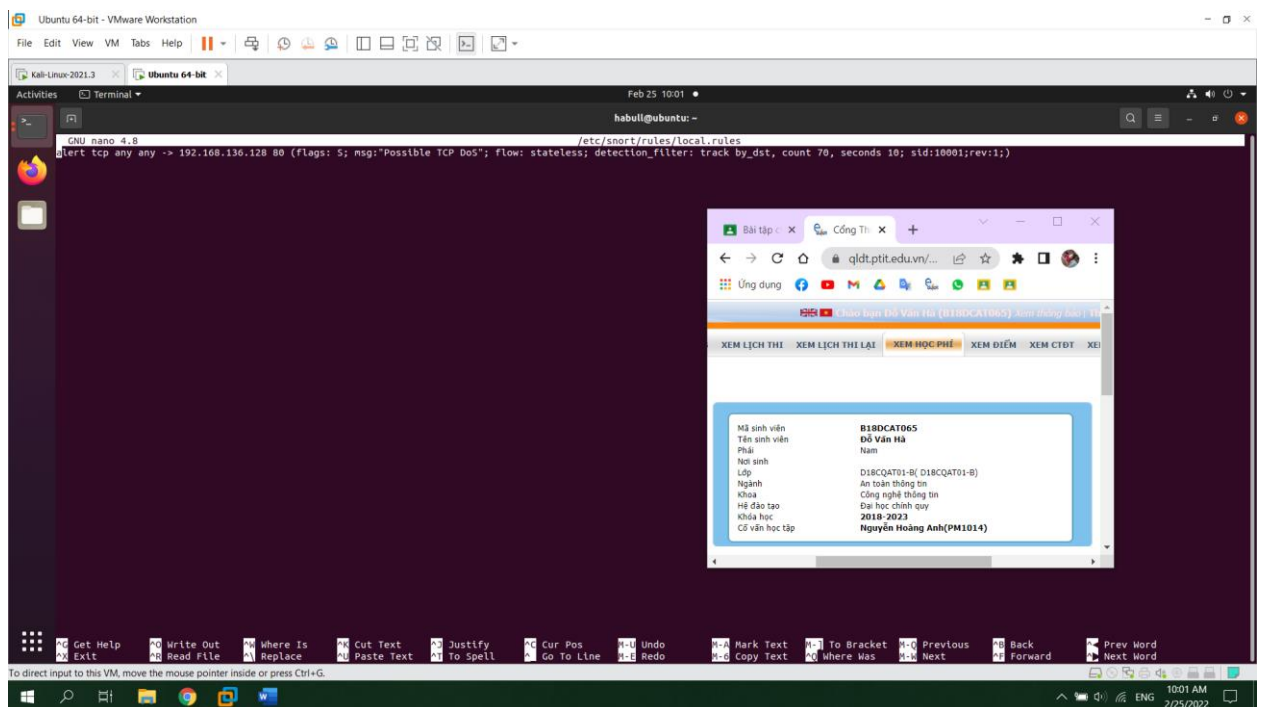 Ubuntu 64-bit - VMware Workstation
File Edit View VM Tabs Help
Kali-Linux-2021.3 Ubuntu 64-bit
Activities Terminal Feb 25 10:01
habull@ubuntu: ~
GNU nano 4.8 /etc/snort/rules/local.rules
alert tcp any any -> 192.168.136.128 80 (flags: S; msg:"Possible TCP DoS"; flow: stateless; detection_filter: track by_dst, count 70, seconds 10; sid:10001;rev:1;)
Bài tập c Cổng Th
qldt.ptit.edu.vn/...
Ứng dụng
Chào bạn Đỗ Văn Hà (B18DCAT065) Xem thông báo
XEM LỊCH THI XEM LỊCH THI LẠI XEM HỌC PHÍ XEM ĐIỂM XEM CTĐT XE
Mã sinh viên B18DCAT065
Tên sinh viên Đỗ Văn Hà
Phái Nam
Nơi sinh
Lớp D18CQAT01-B( D18CQAT01-B)
Ngành An toàn thông tin
Khoa Công nghệ thông tin
Hệ đào tạo Đại học chính quy
Khóa học 2018-2023
Cố vấn học tập Nguyễn Hoàng Anh(PM1014)
^G Get Help ^O Write Out ^W Where Is ^K Cut Text ^J Justify ^C Cur Pos M-U Undo M-A Mark Text M-] To Bracket M-Q Previous ^B Back Prev Word
^X Exit ^R Read File ^\ Replace ^U Paste Text ^T To Spell ^_ Go To Line M-E Redo M-6 Copy Text ^Q Where Was M-W Next ^F Forward Next Word
To direct input to this VM, move the mouse pointer inside or press Ctrl+G.
ENG 10:01 AM
2/25/2022